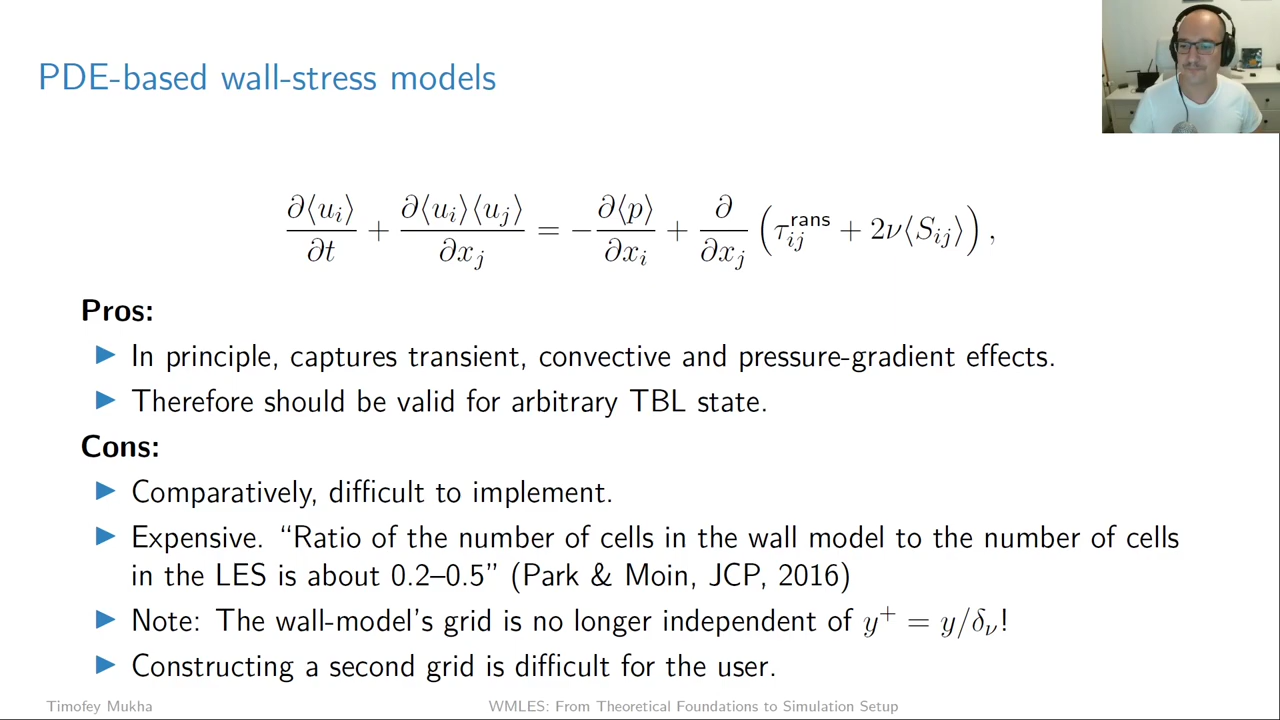 PDE-based wall-stress models
∂⟨u_i⟩/∂t + ∂⟨u_i⟩⟨u_j⟩/∂x_j = −∂⟨p⟩/∂x_i + ∂/∂x_j (τ_ij^rans + 2ν⟨S_ij⟩),
Pros:
▶ In principle, captures transient, convective and pressure-gradient effects.
▶ Therefore should be valid for arbitrary TBL state.
Cons:
▶ Comparatively, difficult to implement.
▶ Expensive. “Ratio of the number of cells in the wall model to the number of cells
in the LES is about 0.2–0.5” (Park & Moin, JCP, 2016)
▶ Note: The wall-model’s grid is no longer independent of y⁺ = y/δ_ν!
▶ Constructing a second grid is difficult for the user.
Timofey Mukha
WMLES: From Theoretical Foundations to Simulation Setup